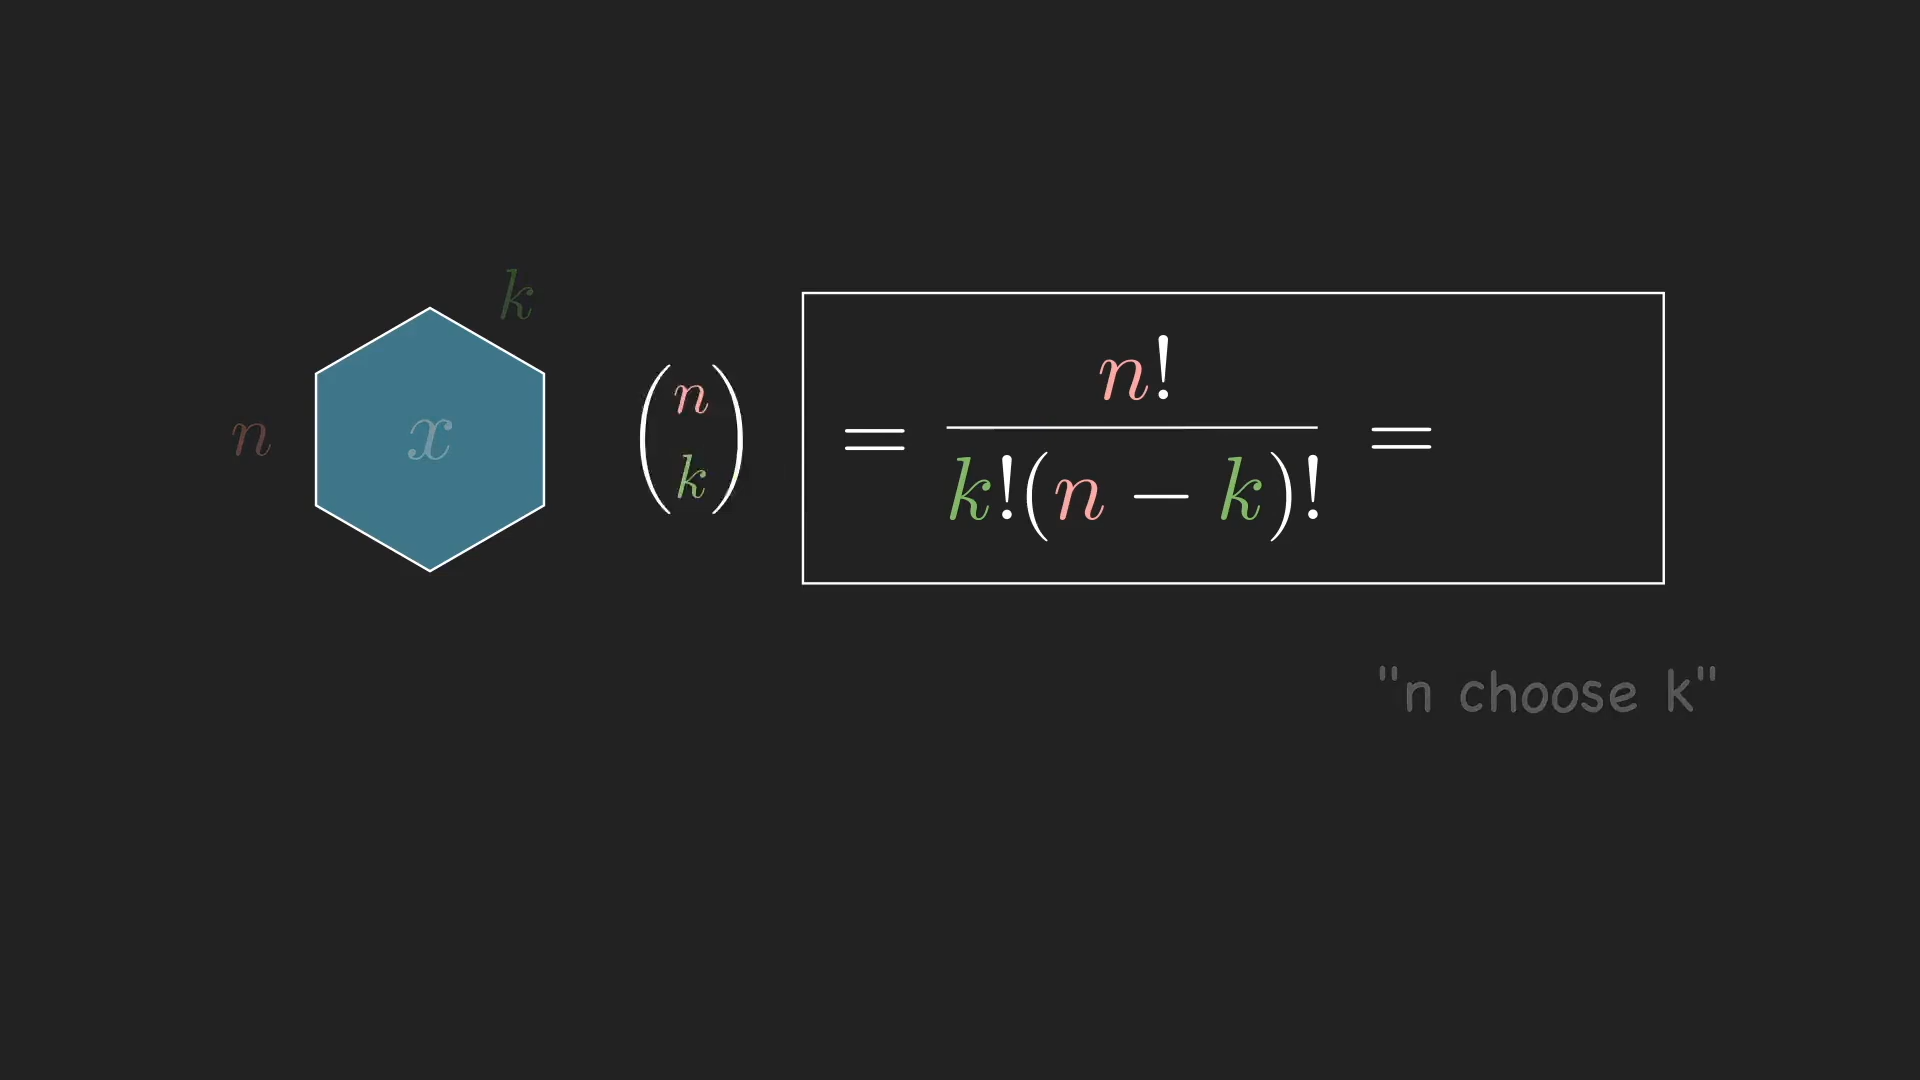 k
n x
(n k) = n! / k!(n − k)! =
"n choose k"